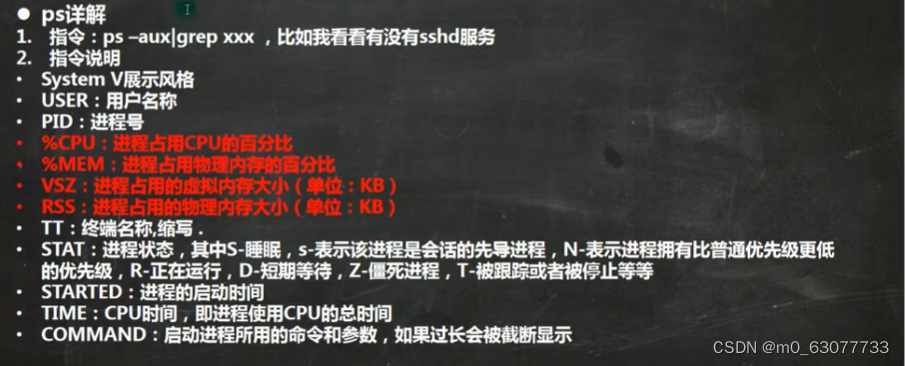 ● ps详解
1. 指令：ps –aux|grep xxx ，比如我看看有没有sshd服务
2. 指令说明
• System V展示风格
• USER：用户名称
• PID：进程号
• %CPU：进程占用CPU的百分比
• %MEM：进程占用物理内存的百分比
• VSZ：进程占用的虚拟内存大小（单位：KB）
• RSS：进程占用的物理内存大小（单位：KB）
• TT：终端名称,缩写 .
• STAT：进程状态，其中S-睡眠，s-表示该进程是会话的先导进程，N-表示进程拥有比普通优先级更低
的优先级，R-正在运行，D-短期等待，Z-僵死进程，T-被跟踪或者被停止等等
• STARTED：进程的启动时间
• TIME：CPU时间，即进程使用CPU的总时间
• COMMAND：启动进程所用的命令和参数，如果过长会被截断显示
CSDN @m0_63077733